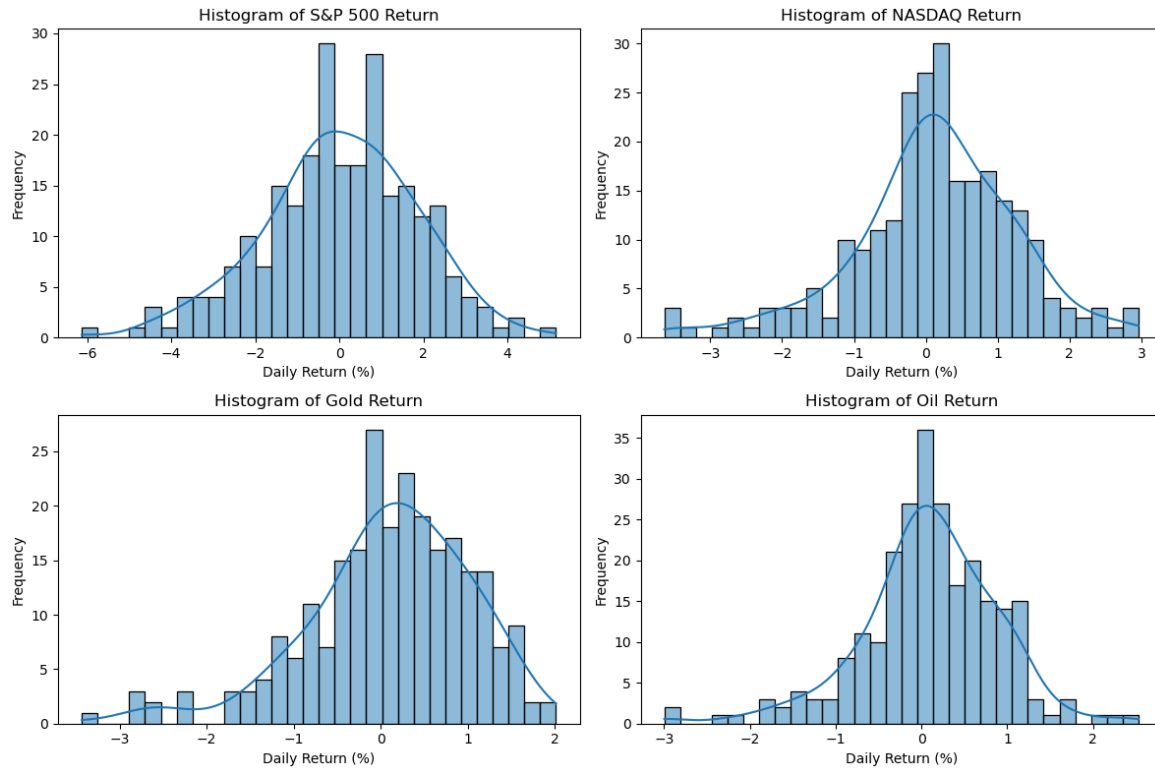 Histogram of S&P 500 Return
30
25
20
15
10
5
0
Frequency
−6 −4 −2 0 2 4
Daily Return (%)
Histogram of NASDAQ Return
30
25
20
15
10
5
0
Frequency
−3 −2 −1 0 1 2 3
Daily Return (%)
Histogram of Gold Return
25
20
15
10
5
0
Frequency
−3 −2 −1 0 1 2
Daily Return (%)
Histogram of Oil Return
35
30
25
20
15
10
5
0
Frequency
−3 −2 −1 0 1 2
Daily Return (%)